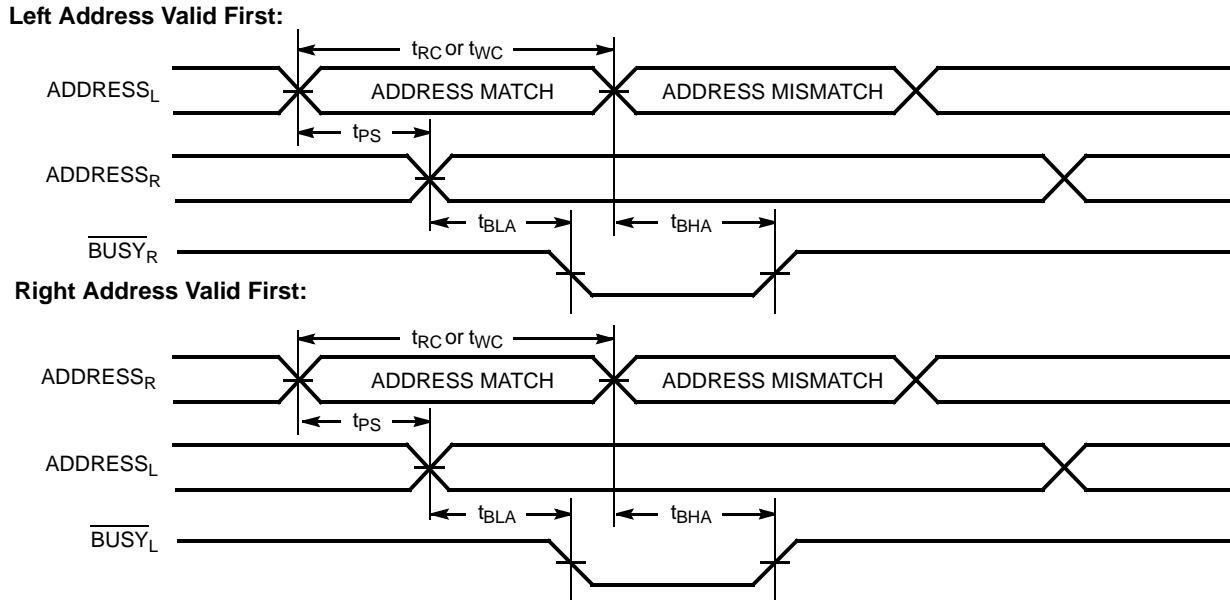 Left Address Valid First:
tRC or tWC
ADDRESSL
ADDRESS MATCH
ADDRESS MISMATCH
tPS
ADDRESSR
tBLA
tBHA
BUSYR
Right Address Valid First:
tRC or tWC
ADDRESSR
ADDRESS MATCH
ADDRESS MISMATCH
tPS
ADDRESSL
tBLA
tBHA
BUSYL